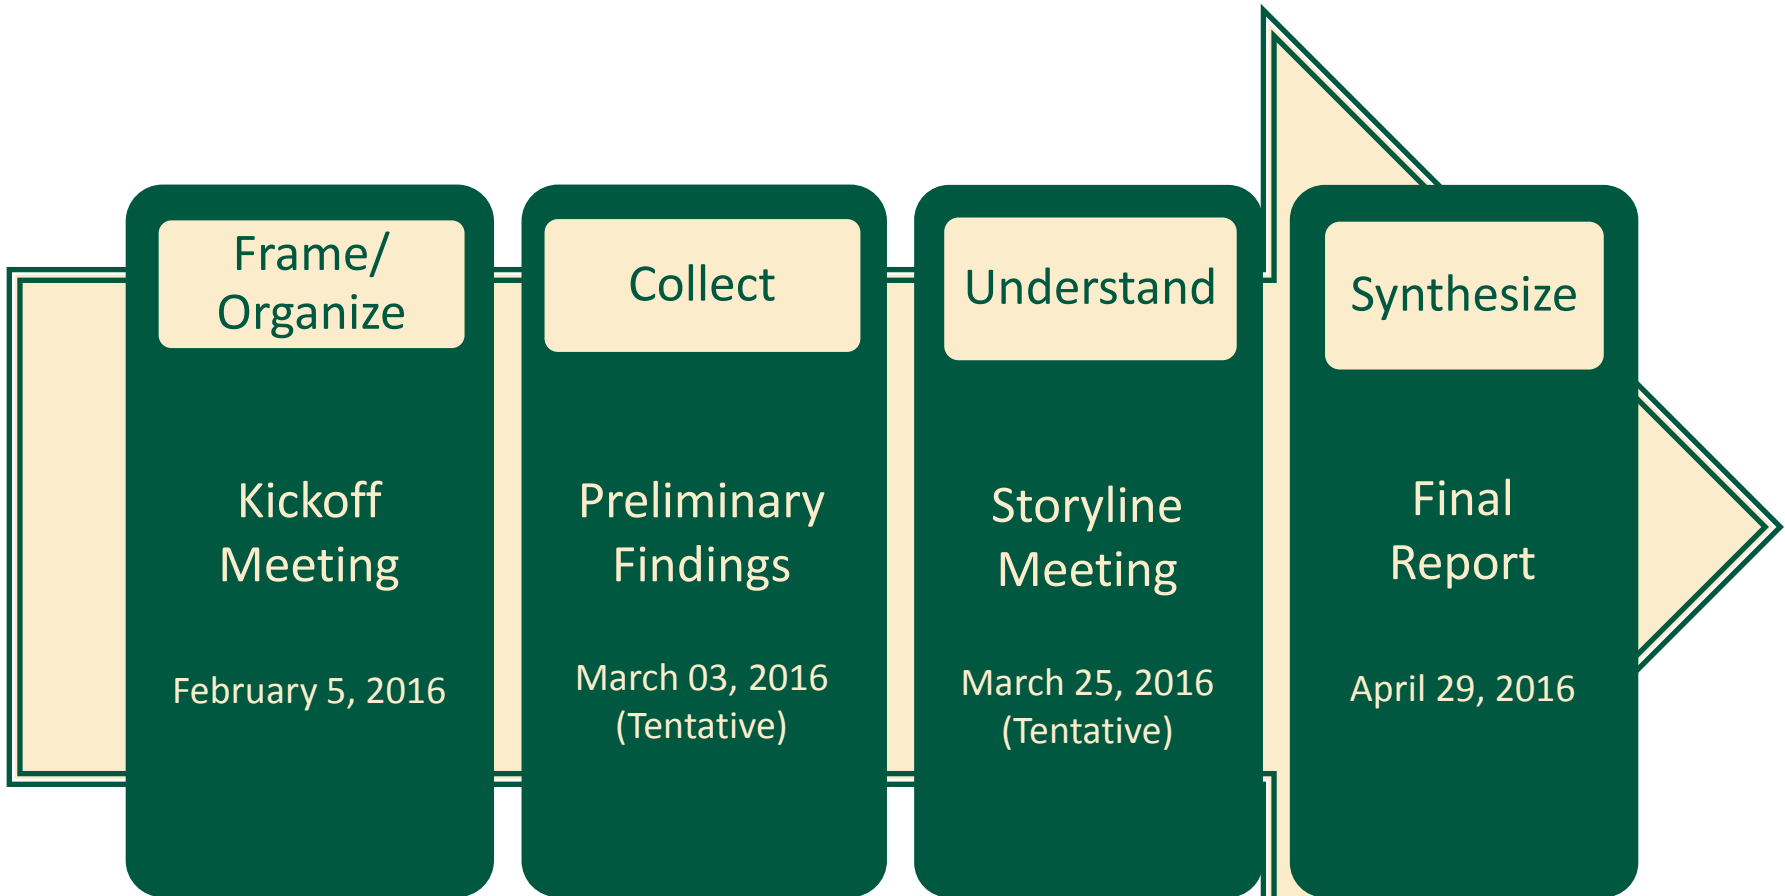 Frame/
Organize
Kickoff
Meeting
February 5, 2016
Collect
Preliminary
Findings
March 03, 2016
(Tentative)
Understand
Storyline
Meeting
March 25, 2016
(Tentative)
Synthesize
Final
Report
April 29, 2016